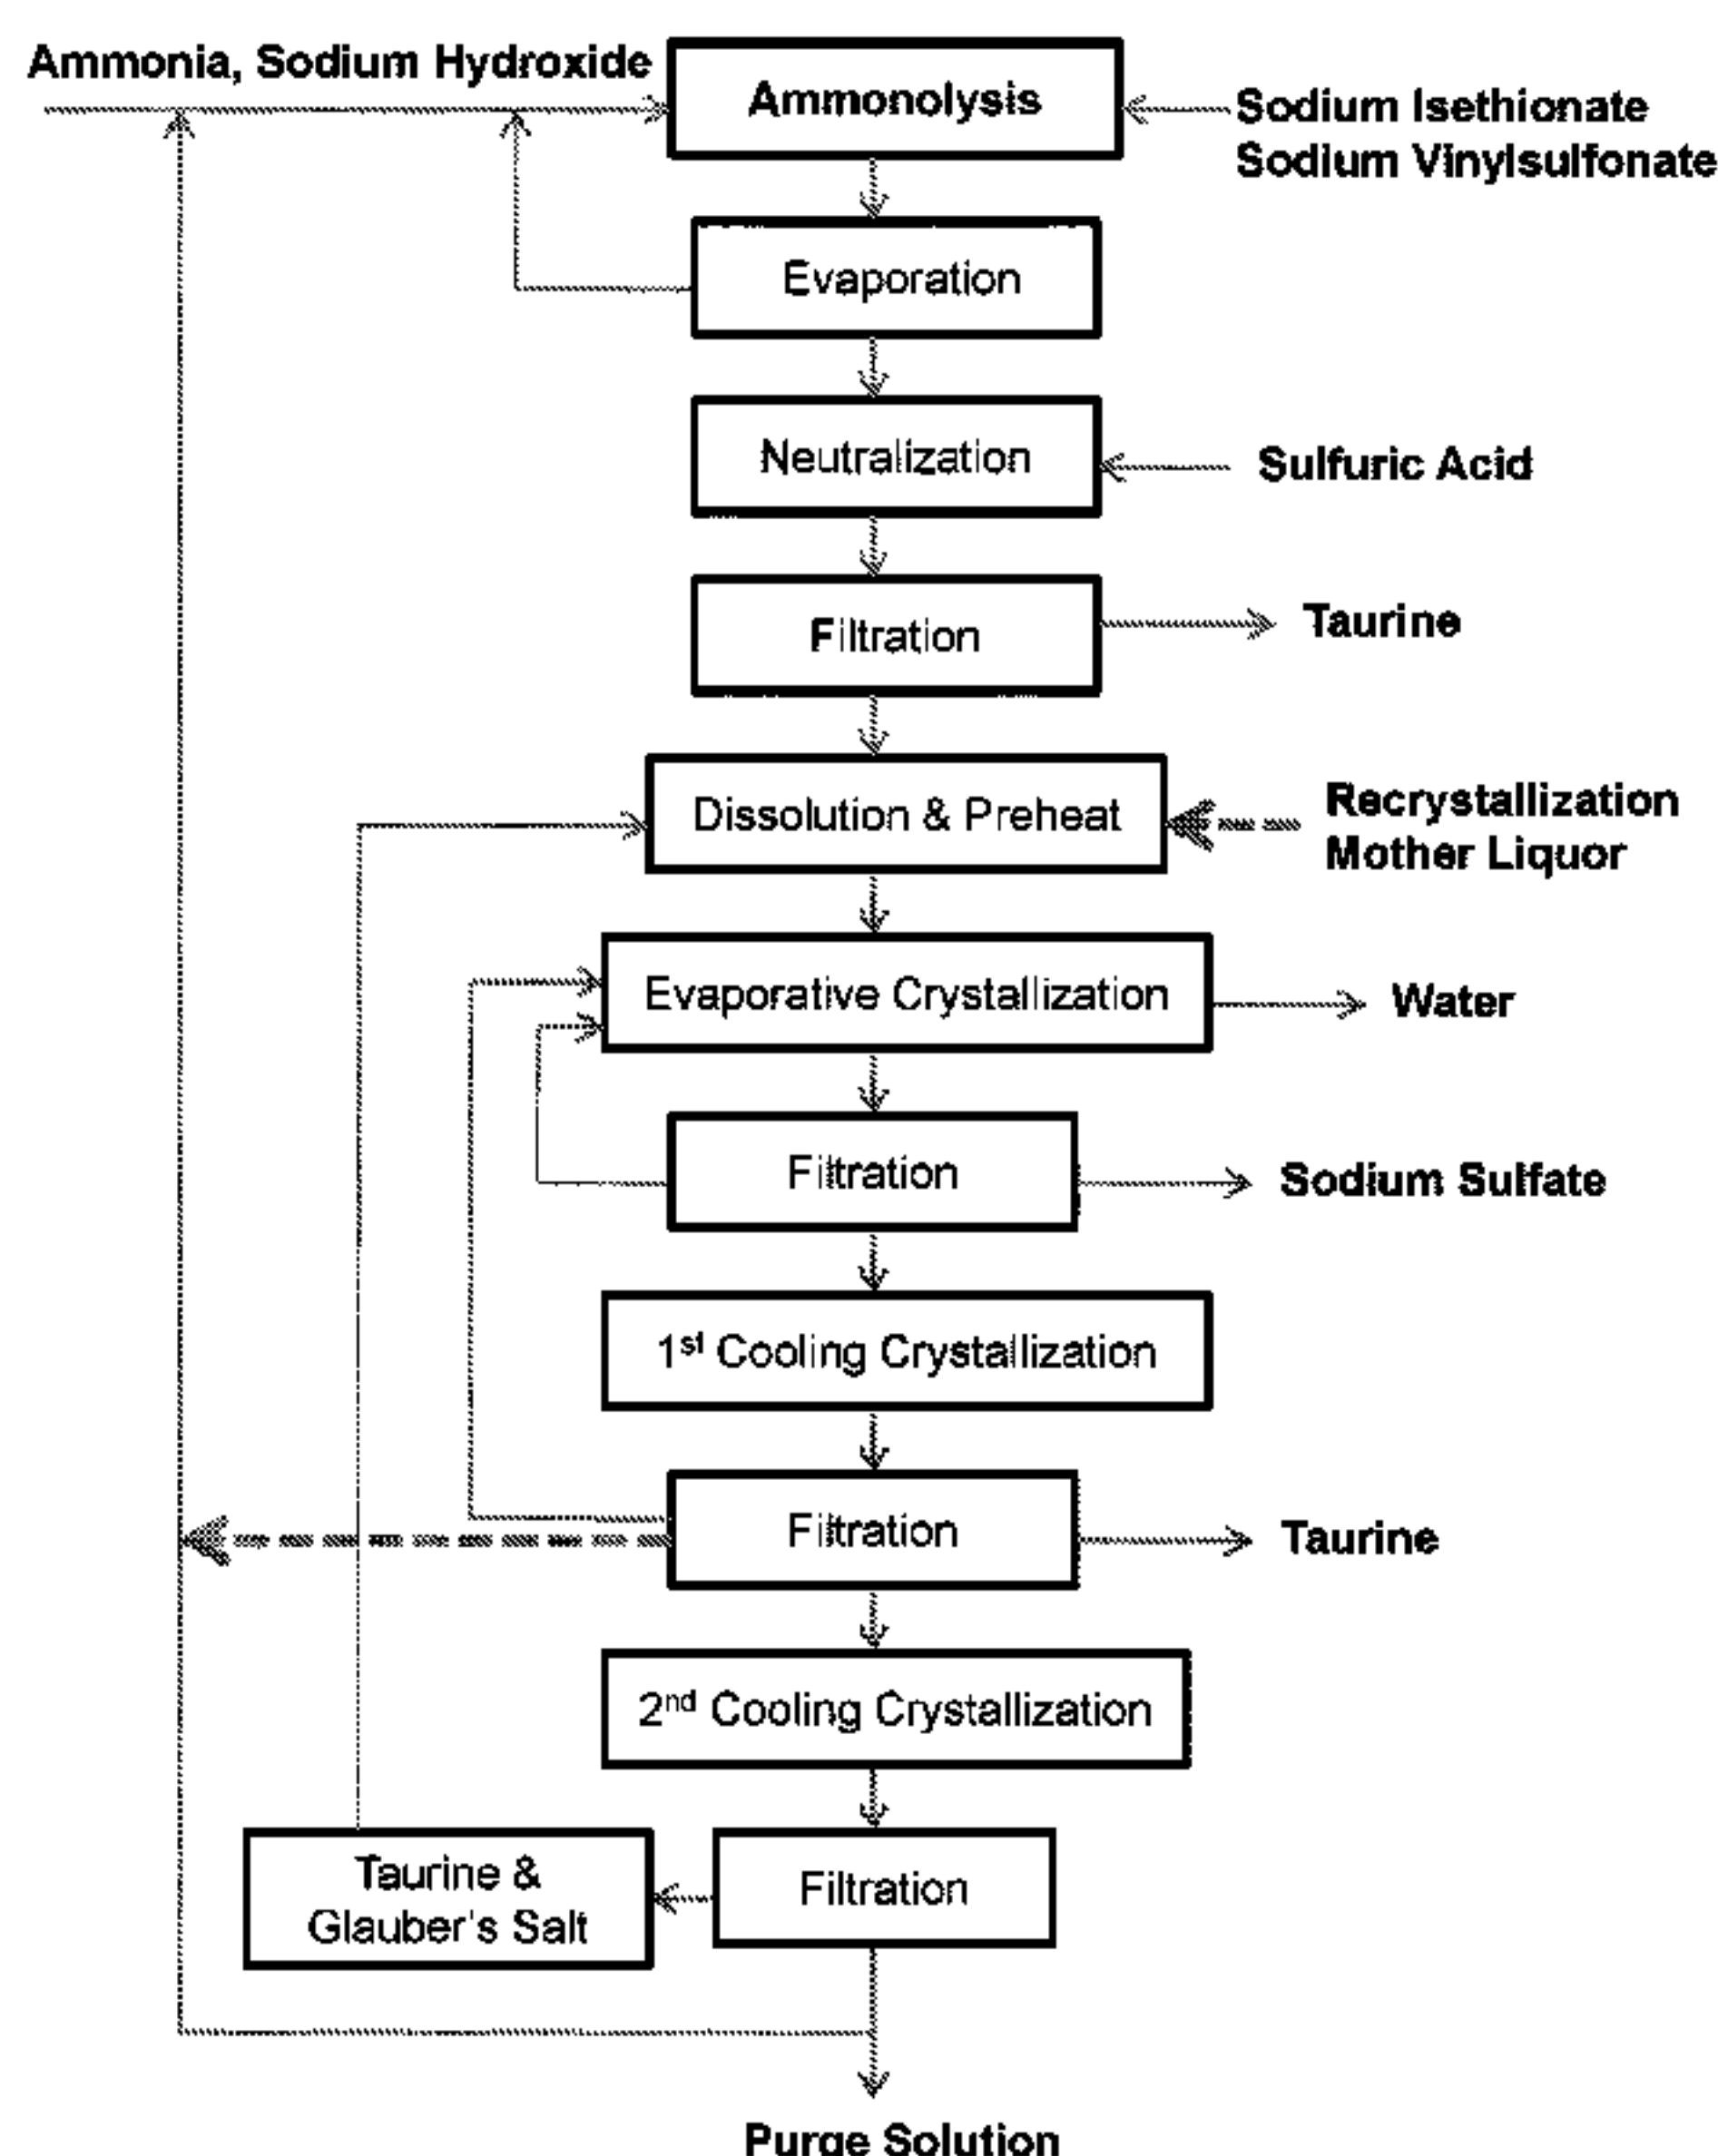 Ammonia, Sodium Hydroxide
Ammonolysis
Sodium Isethionate
Sodium Vinylsulfonate
Evaporation
Neutralization
Sulfuric Acid
Filtration
Taurine
Dissolution & Preheat
Recrystallization
Mother Liquor
Evaporative Crystallization
Water
Filtration
Sodium Sulfate
1st Cooling Crystallization
Filtration
Taurine
2nd Cooling Crystallization
Taurine &
Glauber's Salt
Filtration
Purge Solution